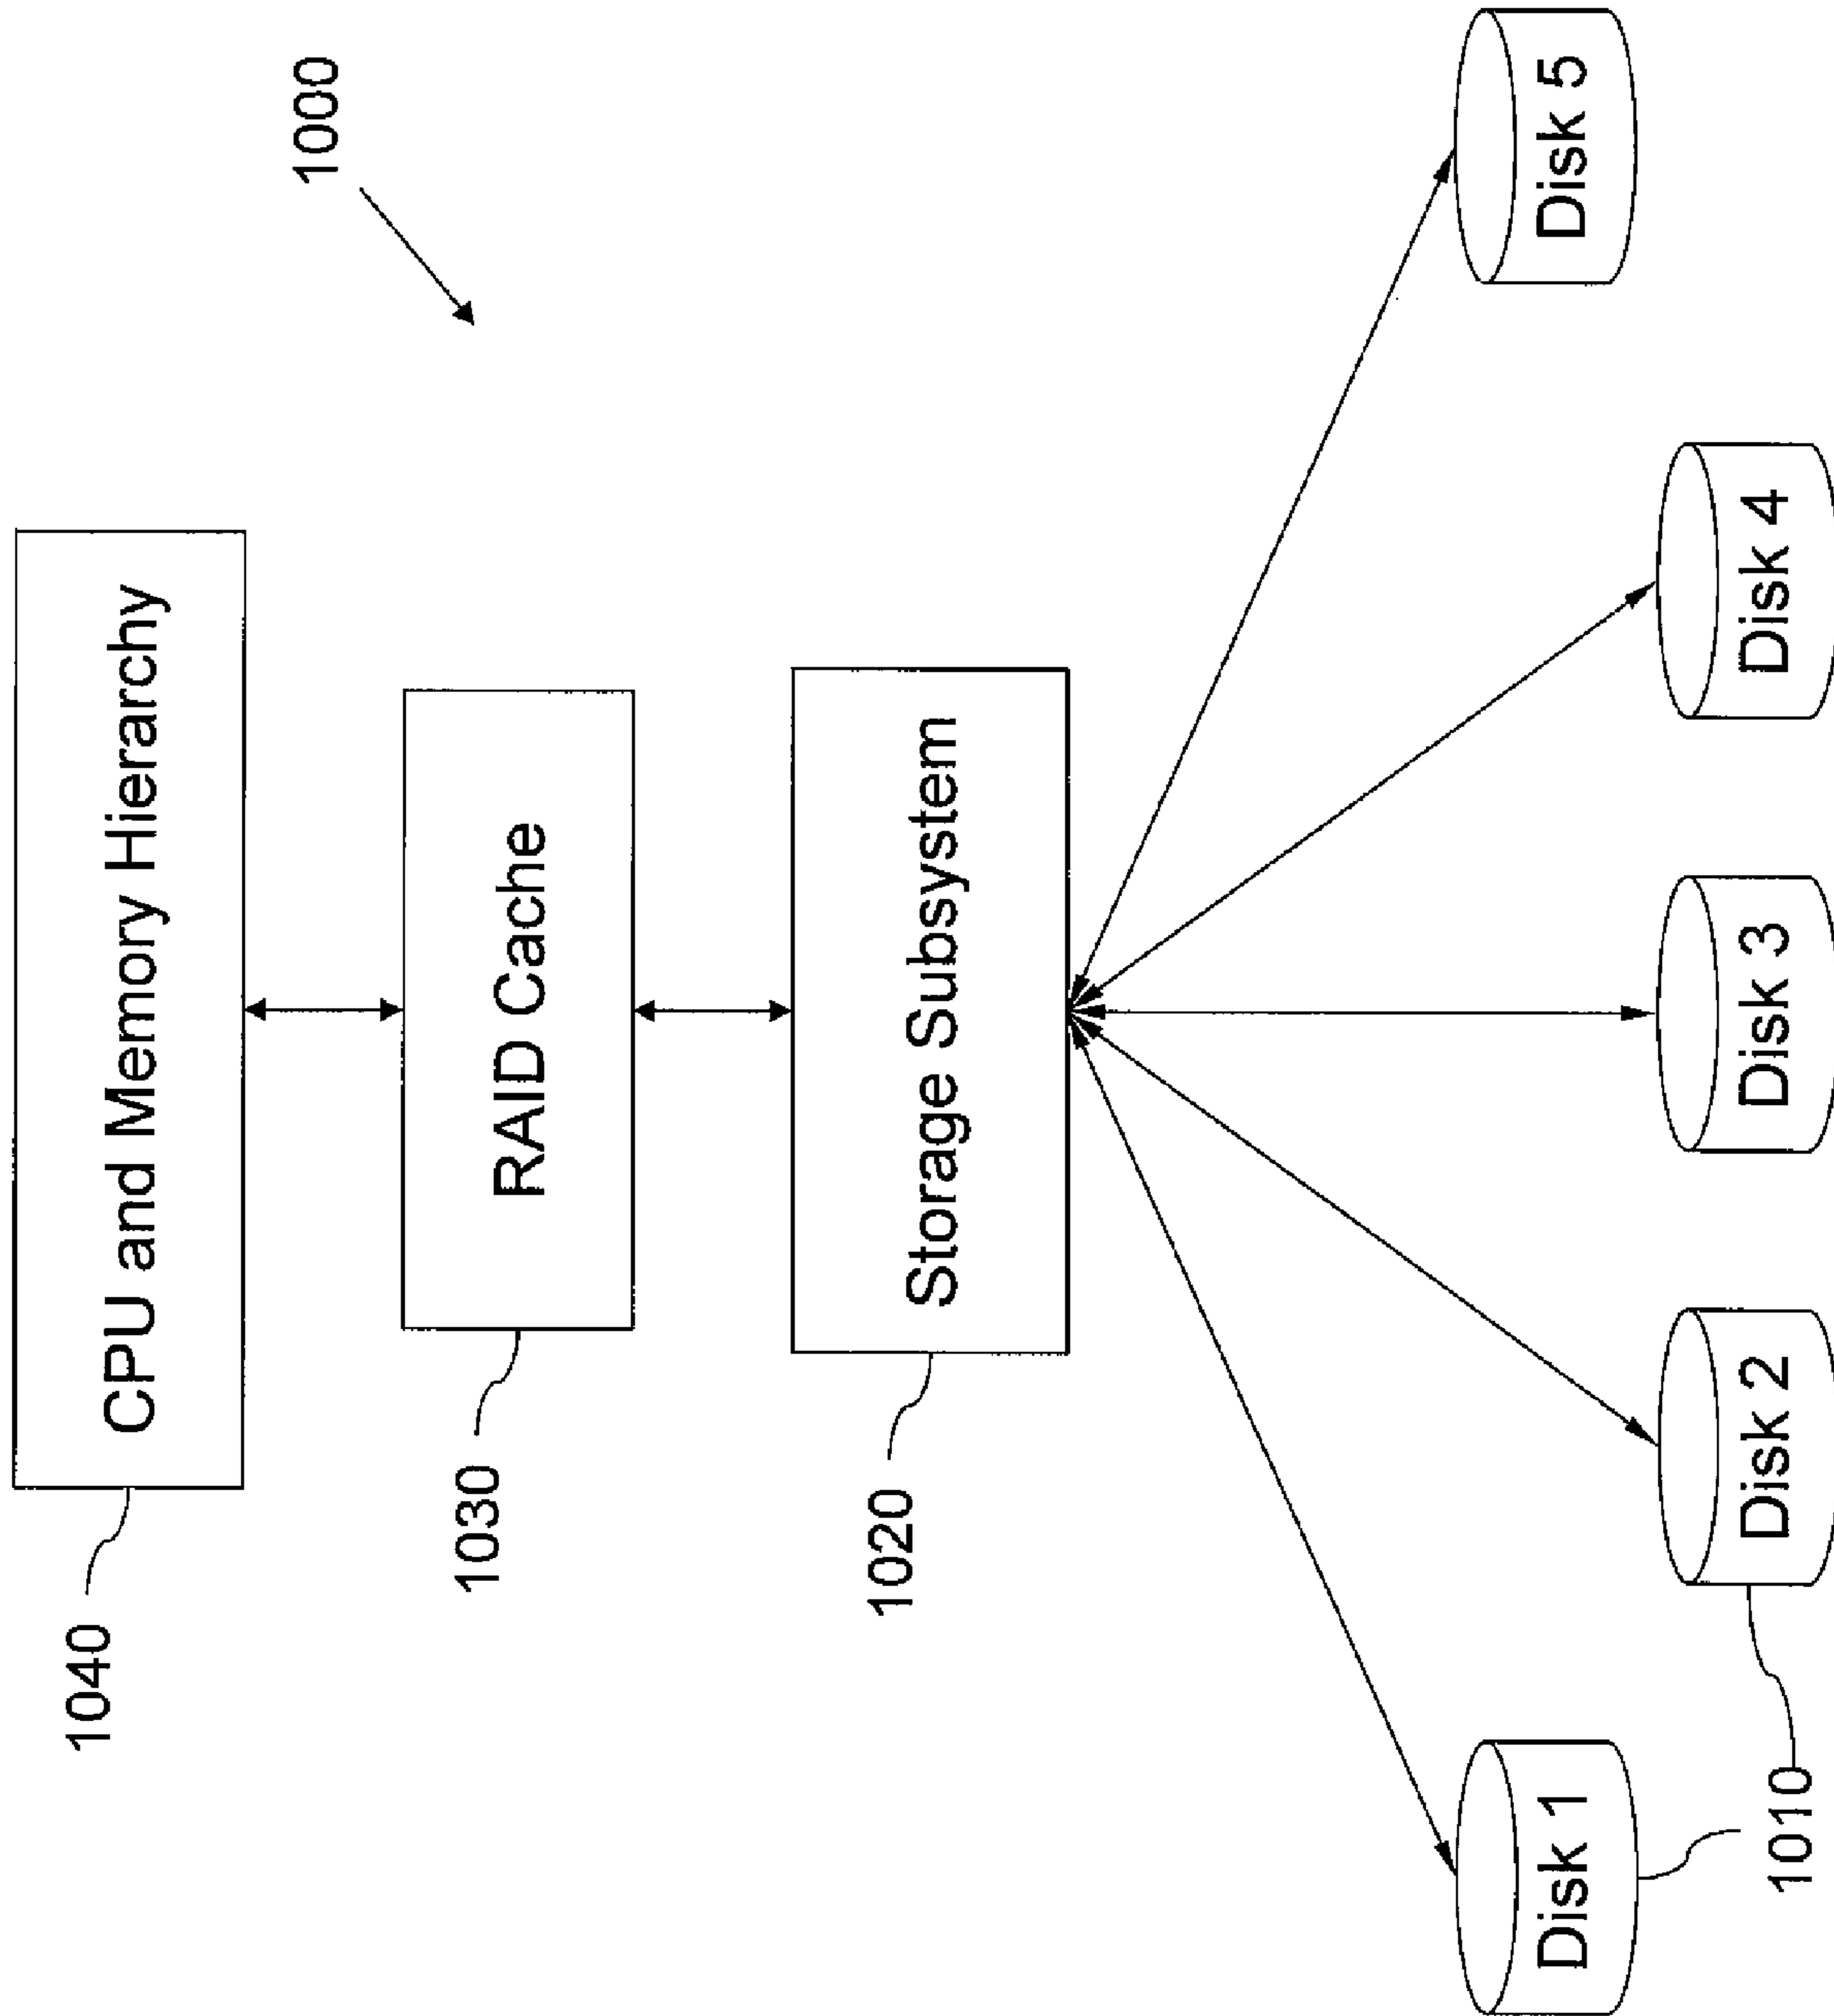 1000
1040
CPU and Memory Hierarchy
1030
RAID Cache
1020
Storage Subsystem
Disk 1
Disk 2
Disk 3
Disk 4
Disk 5
1010